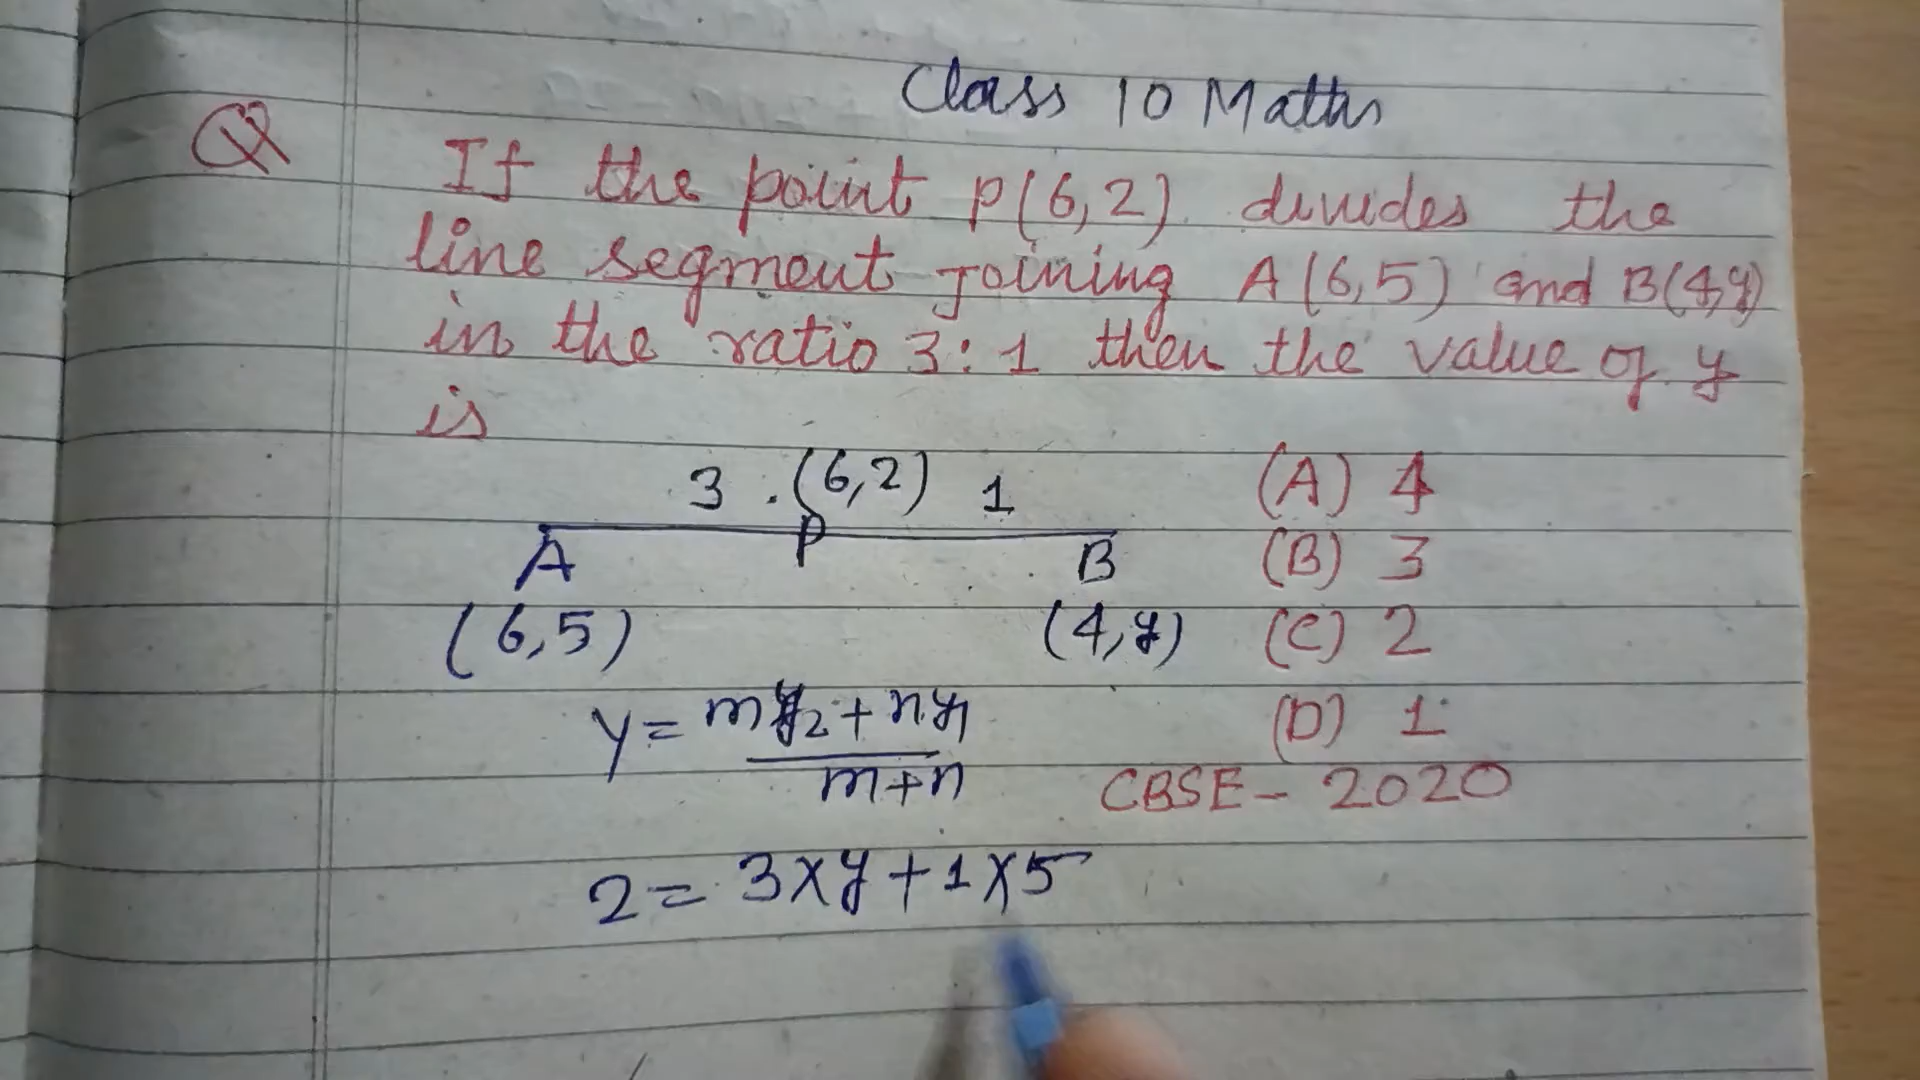 Class 10 Maths
Q If the point P(6,2) divides the
line segment joining A(6,5) and B(4,y)
in the ratio 3:1 then the value of y
is
3 (6,2) 1 (A) 4
A P B (B) 3
(6,5) (4,y) (C) 2
y = my₂+ny₁ (D) 1
m+n CBSE - 2020
2 = 3×y+1×5